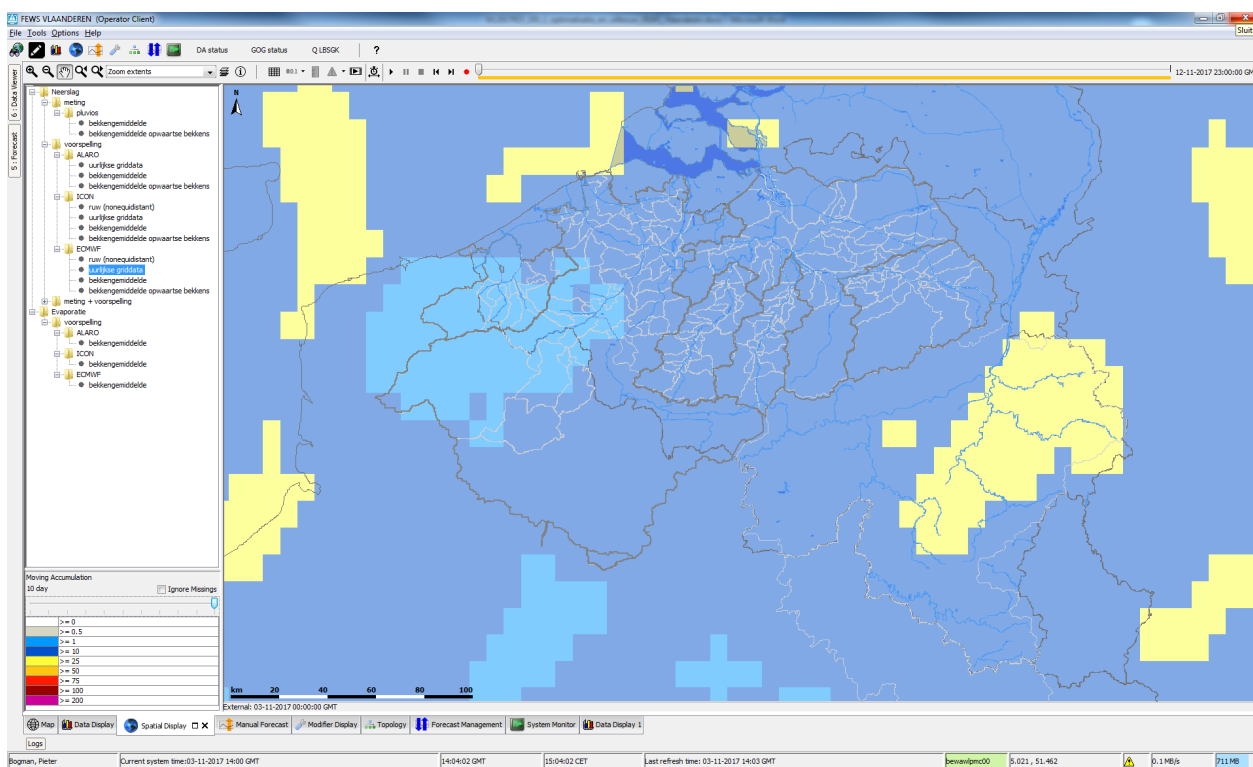 FEWS VLAANDEREN (Operator Client)
Sluit
File Tools Options Help
DA status GOG status Q LBSGK ?
Zoom extents
12-11-2017 23:00:00 GM
6 : Data Viewer
5 : Forecast
Neerslag
meting
pluvios
bekkengemiddelde
bekkengemiddelde opwaartse bekkens
voorspelling
ALARO
uurlijkse griddata
bekkengemiddelde
bekkengemiddelde opwaartse bekkens
ICON
ruw (nonequidistant)
uurlijkse griddata
bekkengemiddelde
bekkengemiddelde opwaartse bekkens
ECMWF
ruw (nonequidistant)
uurlijkse griddata
bekkengemiddelde
bekkengemiddelde opwaartse bekkens
meting + voorspelling
Evaporatie
voorspelling
ALARO
bekkengemiddelde
ICON
bekkengemiddelde
ECMWF
bekkengemiddelde
N
Moving Accumulation
10 day Ignore Missings
>= 0
>= 0.5
>= 1
>= 10
>= 25
>= 50
>= 75
>= 100
>= 200
km 20 40 60 80 100
External: 03-11-2017 00:00:00 GMT
Map Data Display Spatial Display Manual Forecast Modifier Display Topology Forecast Management System Monitor Data Display 1
Logs
Bogman, Pieter Current system time:03-11-2017 14:00 GMT 14:04:02 GMT 15:04:02 CET Last refresh time: 03-11-2017 14:03 GMT bewawlpmc00 5.021 , 51.462 0.1 MB/s 711 MB